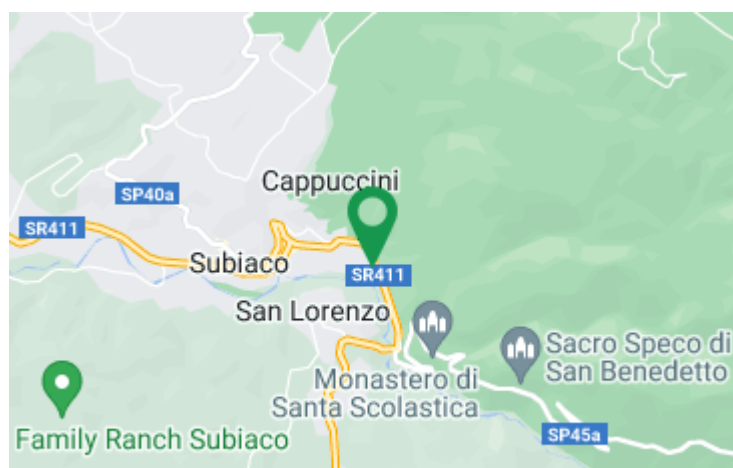 Cappuccini
SP40a
SR411
Subiaco
SR411
San Lorenzo
Sacro Speco di
San Benedetto
Monastero di
Santa Scolastica
Family Ranch Subiaco
SP45a